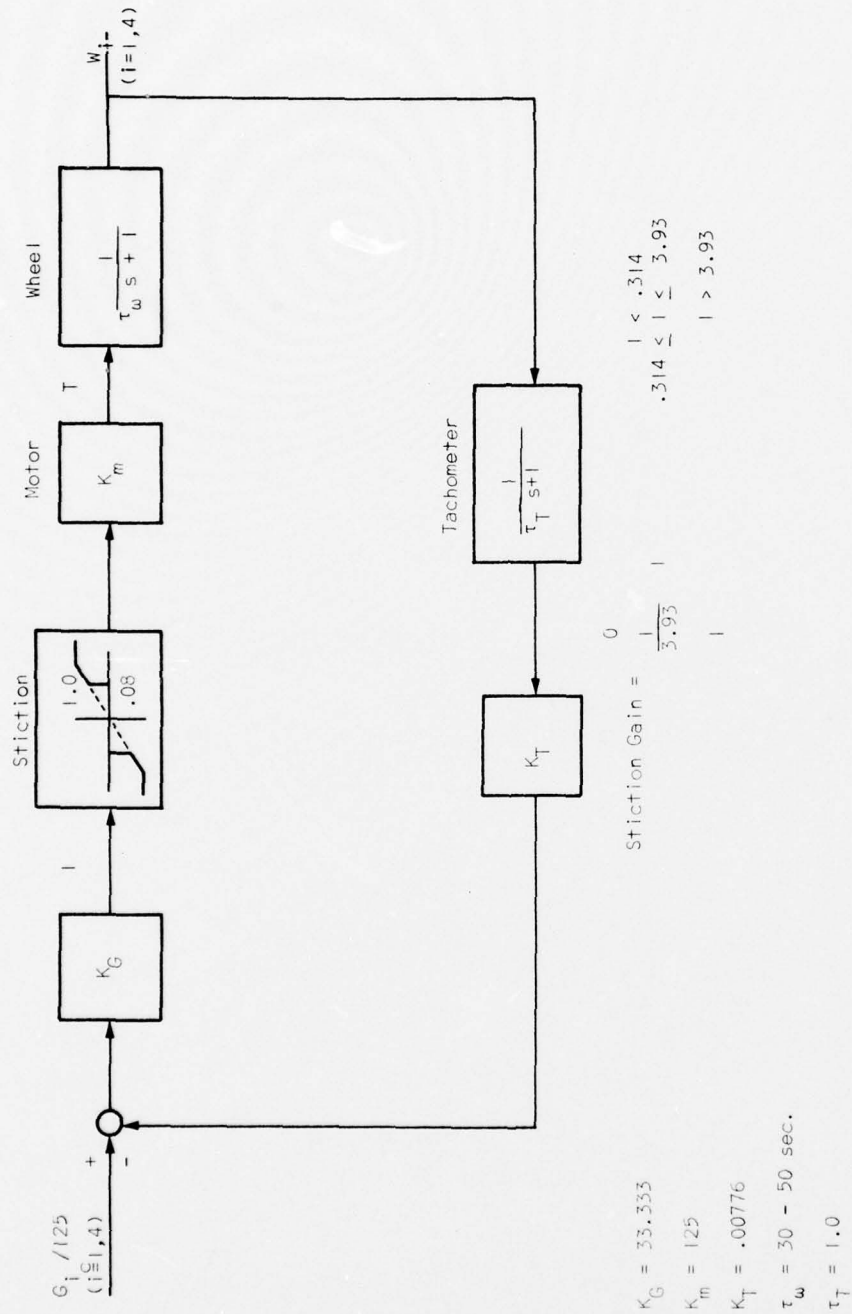 G_i^c /125
(i=1,4)
+
-
K_G
I
Stiction
1.0
.08
Motor
K_m
T
Wheel
1
τ_ω s + 1
W_i
(i=1,4)
Tachometer
1
τ_T s+1
K_T
Stiction Gain =
0 I < .314
1/3.93 I .314 ≤ I ≤ 3.93
1 I > 3.93
K_G = 33.333
K_m = 125
K_T = .00776
τ_ω = 30 - 50 sec.
τ_T = 1.0